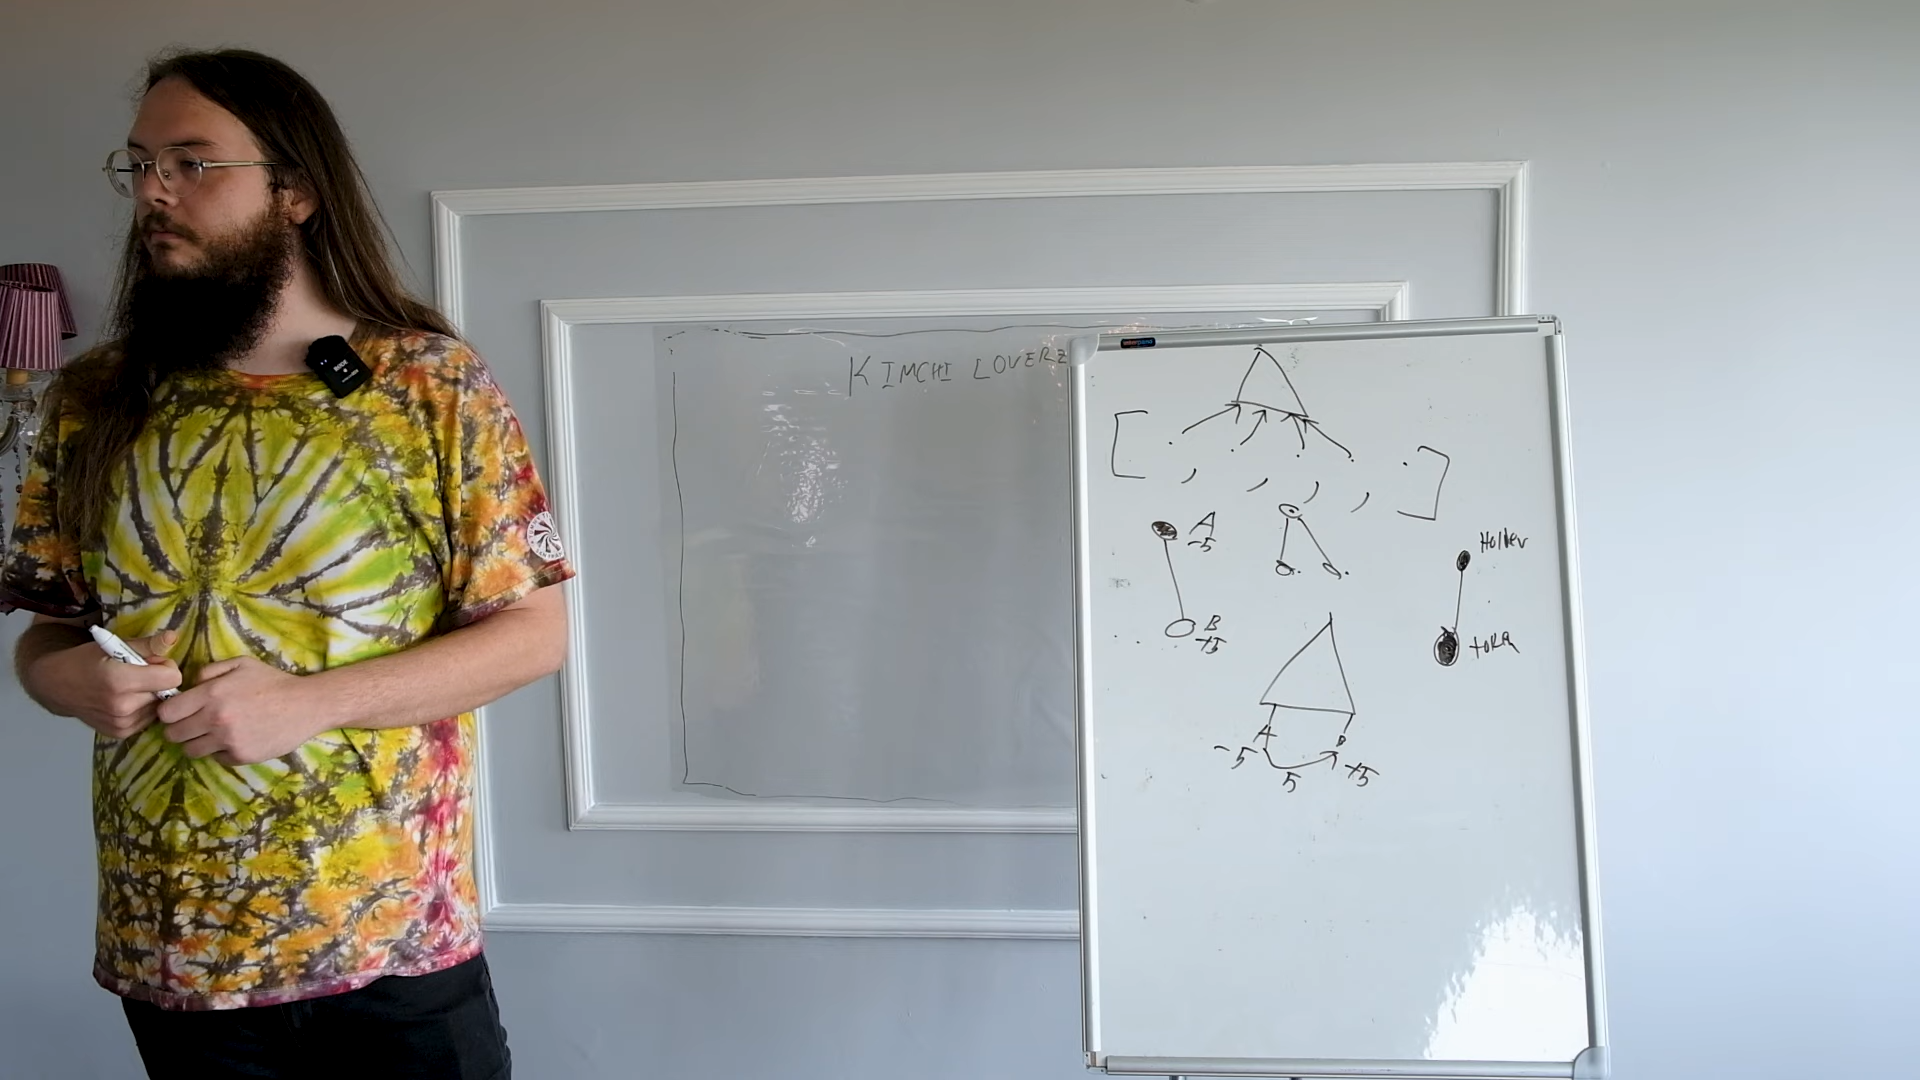 KIMCHI LOVERZ
A
-5
B
+5
Holder
token
A
-5
5
+5